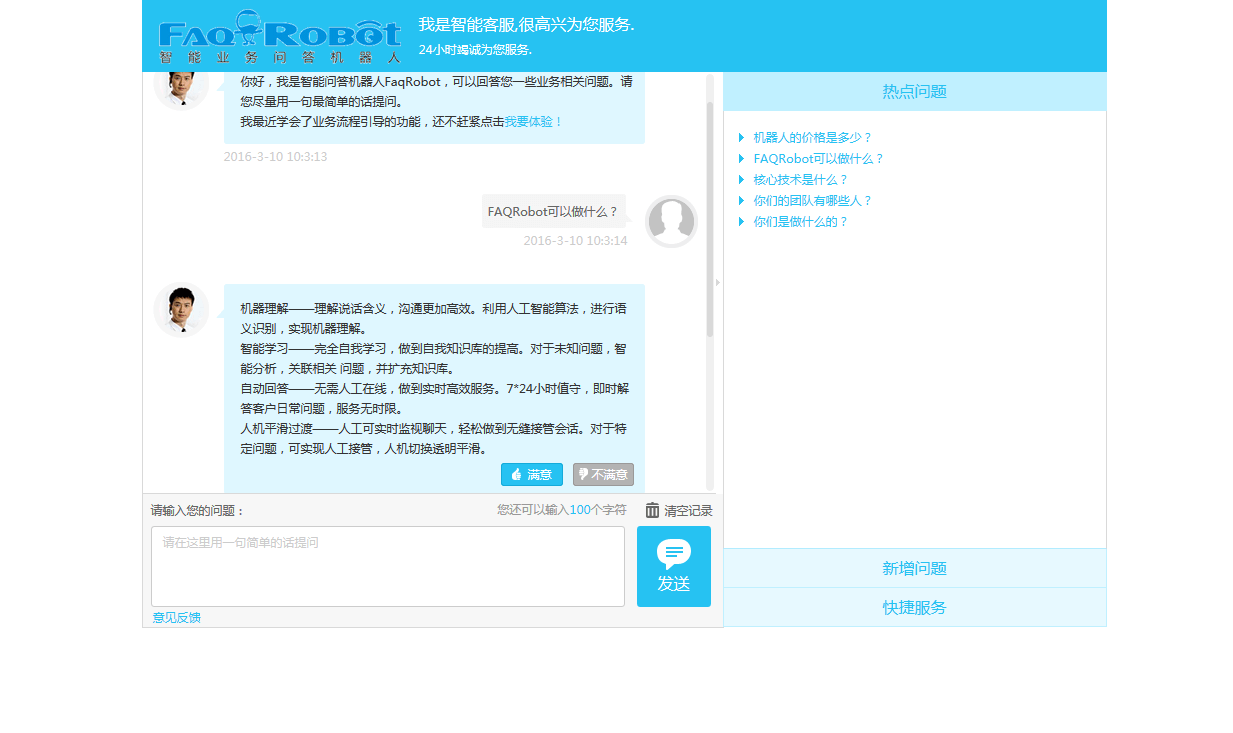 FAQROBOT
智能业务问答机器人
我是智能客服,很高兴为您服务.
24小时竭诚为您服务.
你好，我是智能问答机器人FaqRobot，可以回答您一些业务相关问题。请
您尽量用一句最简单的话提问。
我最近学会了业务流程引导的功能，还不赶紧点击我要体验！
2016-3-10 10:3:13
FAQRobot可以做什么？
2016-3-10 10:3:14
机器理解——理解说话含义，沟通更加高效。利用人工智能算法，进行语
义识别，实现机器理解。
智能学习——完全自我学习，做到自我知识库的提高。对于未知问题，智
能分析，关联相关 问题，并扩充知识库。
自动回答——无需人工在线，做到实时高效服务。7*24小时值守，即时解
答客户日常问题，服务无时限。
人机平滑过渡——人工可实时监视聊天，轻松做到无缝接管会话。对于特
定问题，可实现人工接管，人机切换透明平滑。
满意 不满意
请输入您的问题： 您还可以输入100个字符 清空记录
请在这里用一句简单的话提问
发送
意见反馈
热点问题
机器人的价格是多少？
FAQRobot可以做什么？
核心技术是什么？
你们的团队有哪些人？
你们是做什么的？
新增问题
快捷服务